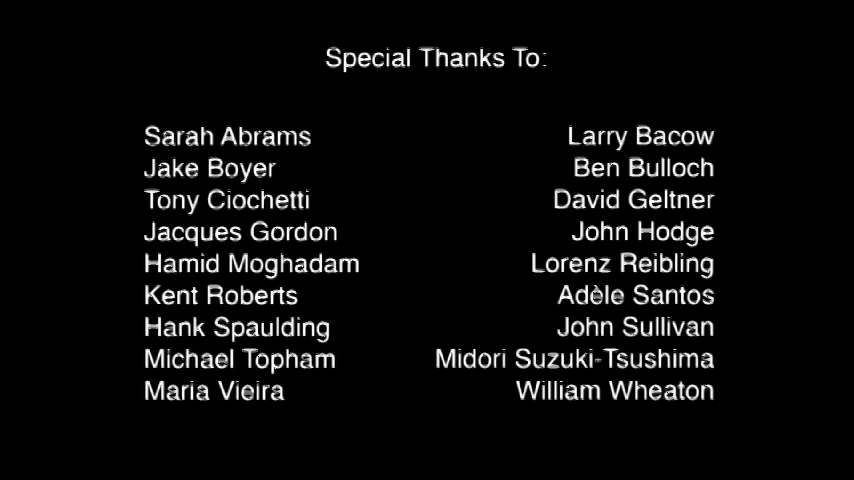 Special Thanks To:
Sarah Abrams Larry Bacow
Jake Boyer Ben Bulloch
Tony Ciochetti David Geltner
Jacques Gordon John Hodge
Hamid Moghadam Lorenz Reibling
Kent Roberts Adèle Santos
Hank Spaulding John Sullivan
Michael Topham Midori Suzuki-Tsushima
Maria Vieira William Wheaton